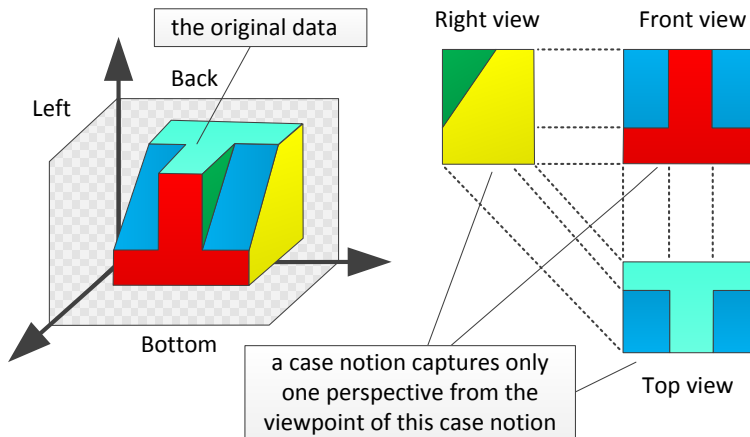 the original data
Right view
Front view
Back
Left
Bottom
a case notion captures only
one perspective from the
viewpoint of this case notion
Top view